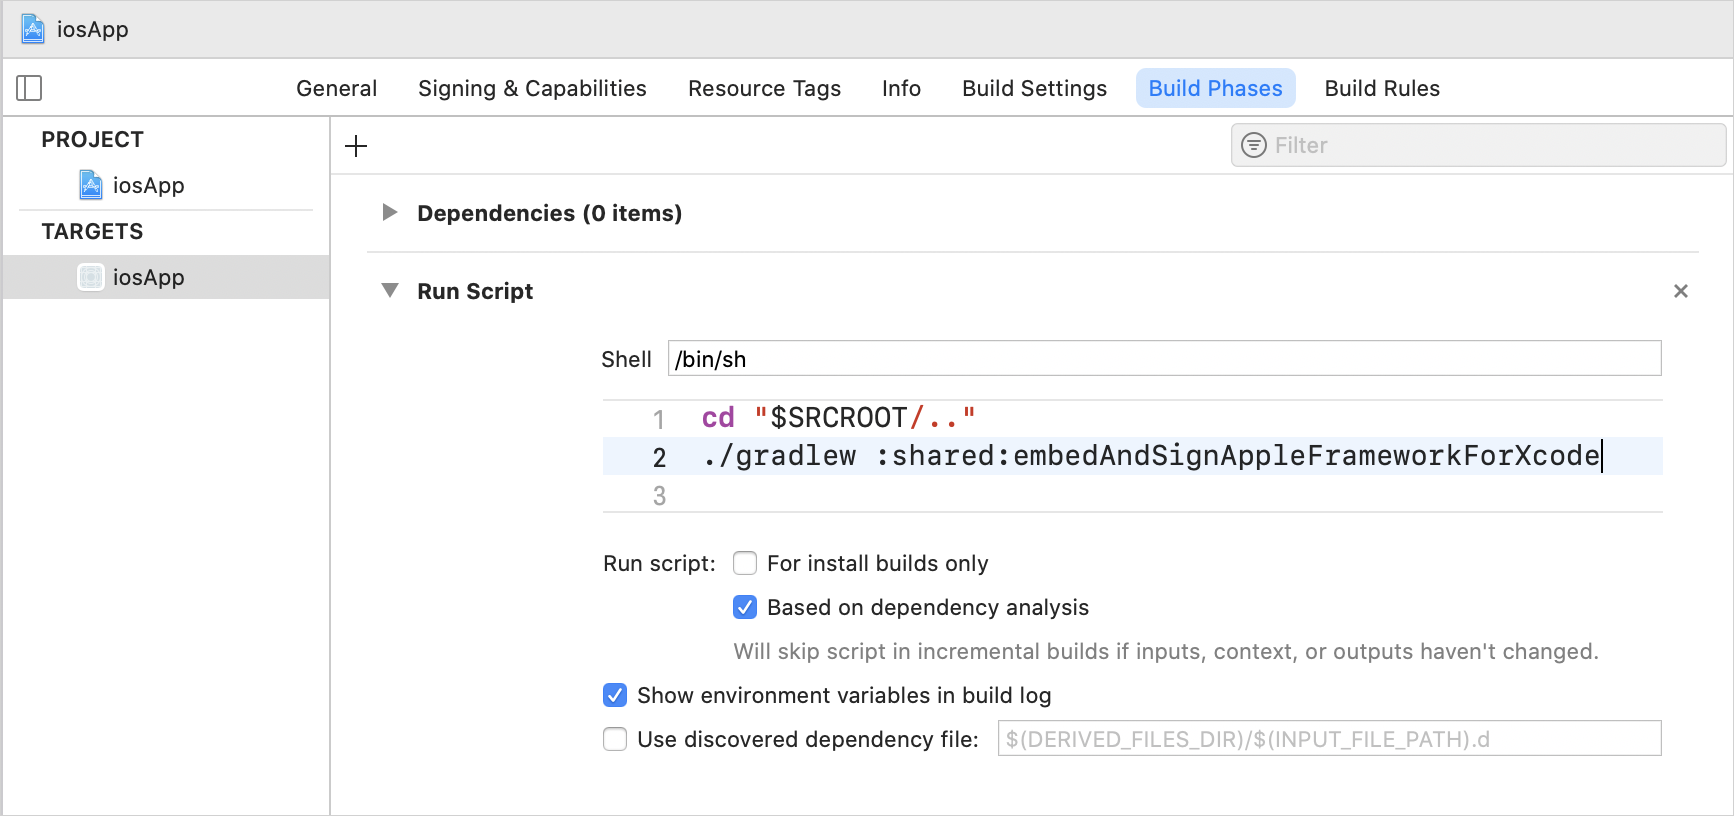 iosApp
General Signing & Capabilities Resource Tags Info Build Settings Build Phases Build Rules
PROJECT
iosApp
TARGETS
iosApp
Filter
Dependencies (0 items)
Run Script
Shell /bin/sh
1 cd "$SRCROOT/.."
2 ./gradlew :shared:embedAndSignAppleFrameworkForXcode
3
Run script: For install builds only
Based on dependency analysis
Will skip script in incremental builds if inputs, context, or outputs haven't changed.
Show environment variables in build log
Use discovered dependency file: $(DERIVED_FILES_DIR)/$(INPUT_FILE_PATH).d